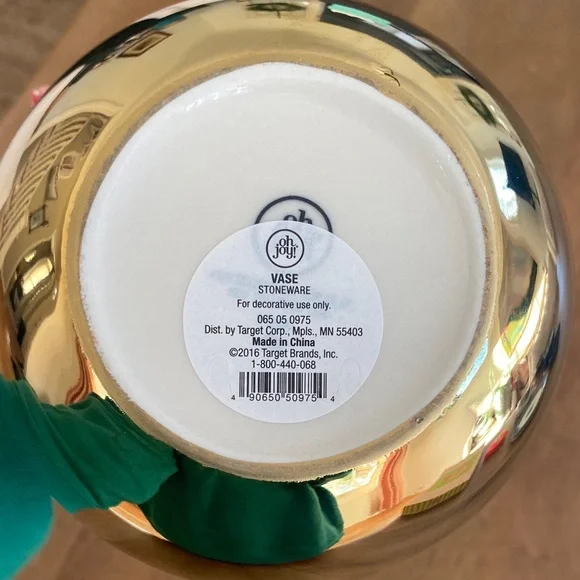 oh
oh
joy!
VASE
STONEWARE
For decorative use only.
065 05 0975
Dist. by Target Corp., Mpls., MN 55403
Made in China
©2016 Target Brands, Inc.
1-800-440-068
4 90650 50975 4